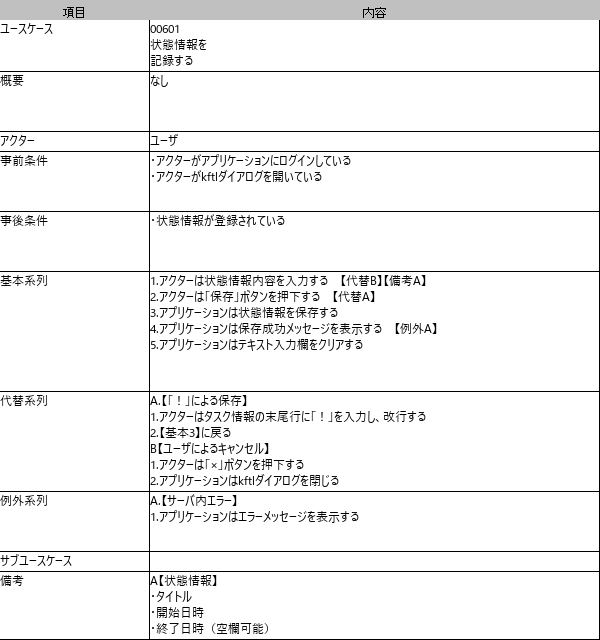 項目 内容
ユースケース 00601
状態情報を
記録する
概要 なし
アクター ユーザ
事前条件 ・アクターがアプリケーションにログインしている
・アクターがkftlダイアログを開いている
事後条件 ・状態情報が登録されている
基本系列 1.アクターは状態情報内容を入力する　【代替B】【備考A】
2.アクターは「保存」ボタンを押下する　【代替A】
3.アプリケーションは状態情報を保存する
4.アプリケーションは保存成功メッセージを表示する　【例外A】
5.アプリケーションはテキスト入力欄をクリアする
代替系列 A.【「！」による保存】
1.アクターはタスク情報の末尾行に「！」を入力し、改行する
2.【基本3】に戻る
B【ユーザによるキャンセル】
1.アクターは「×」ボタンを押下する
2.アプリケーションはkftlダイアログを閉じる
例外系列 A.【サーバ内エラー】
1.アプリケーションはエラーメッセージを表示する
サブユースケース
備考 A【状態情報】
・タイトル
・開始日時
・終了日時（空欄可能）